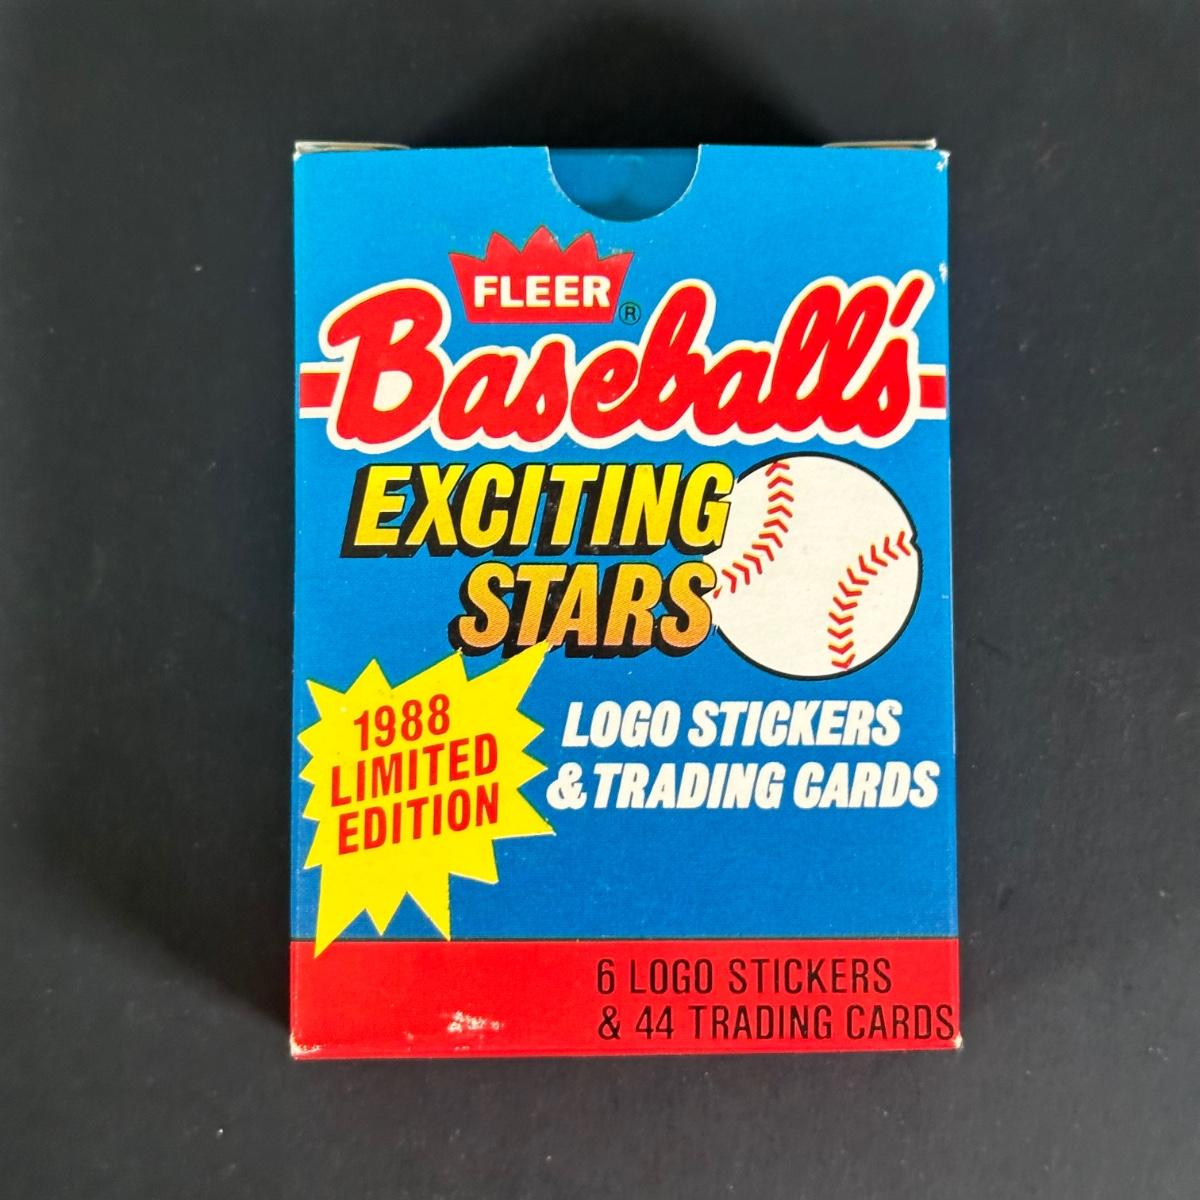 FLEER ®
Baseball's
EXCITING
STARS
1988
LIMITED
EDITION
LOGO STICKERS
& TRADING CARDS
6 LOGO STICKERS
& 44 TRADING CARDS